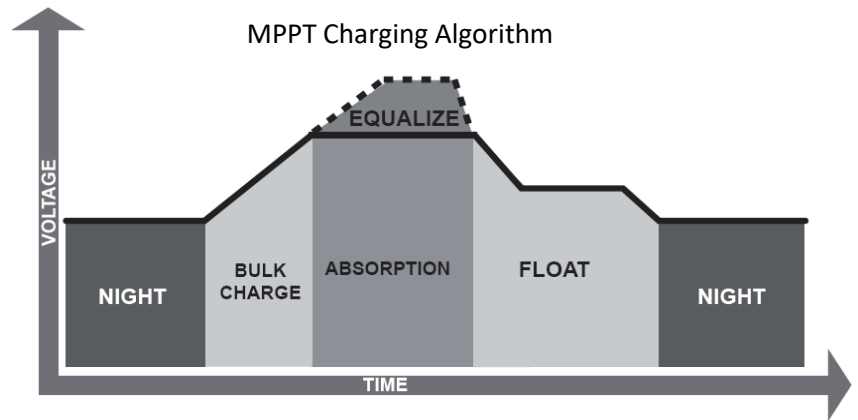 MPPT Charging Algorithm
EQUALIZE
VOLTAGE
NIGHT
BULK
CHARGE
ABSORPTION
FLOAT
NIGHT
TIME